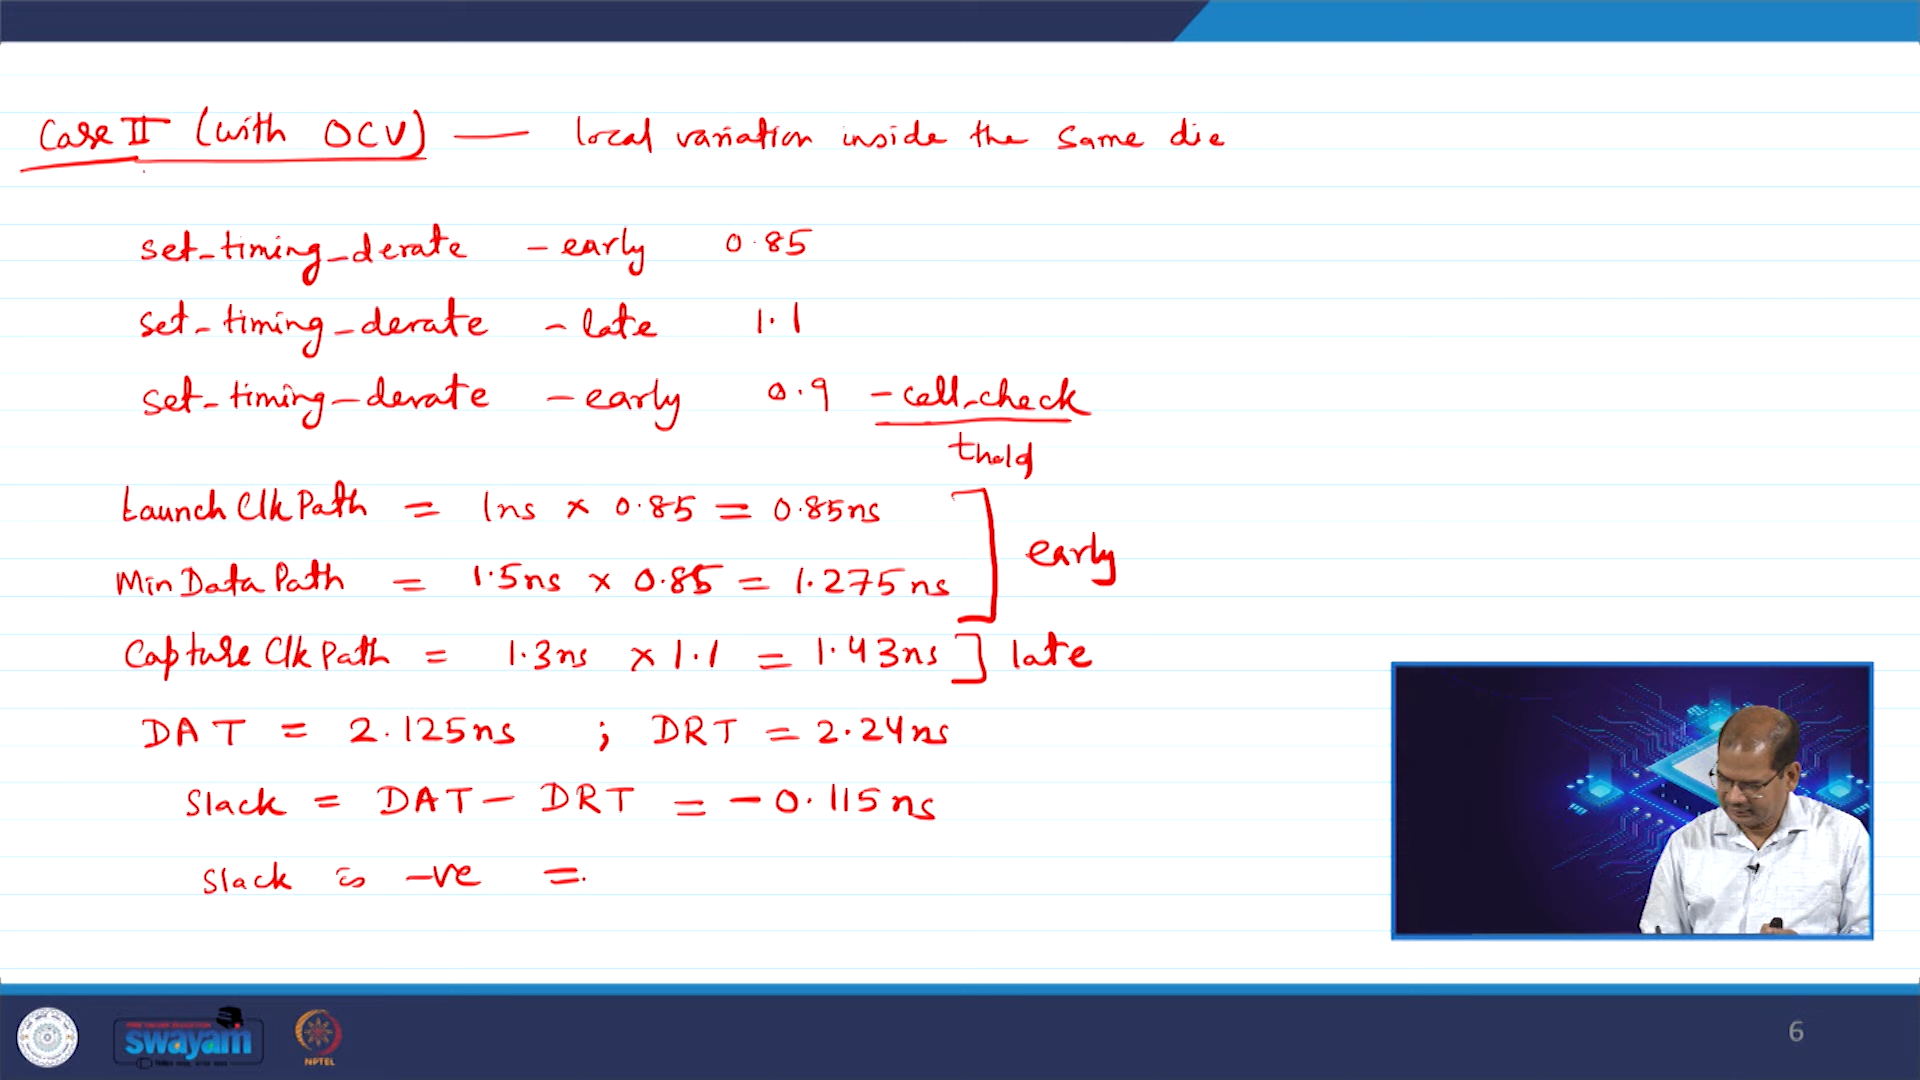 Case II (with OCV) — local variation inside the same die
set_timing_derate -early 0.85
set_timing_derate -late 1.1
set_timing_derate -early 0.9 -cell_check
thold
Launch Clk Path = 1ns × 0.85 = 0.85ns
early
Min Data Path = 1.5ns × 0.85 = 1.275ns
Capture Clk Path = 1.3ns × 1.1 = 1.43ns late
DAT = 2.125ns ; DRT = 2.24ns
Slack = DAT - DRT = -0.115ns
Slack is -ve =
swayam
NPTEL
6